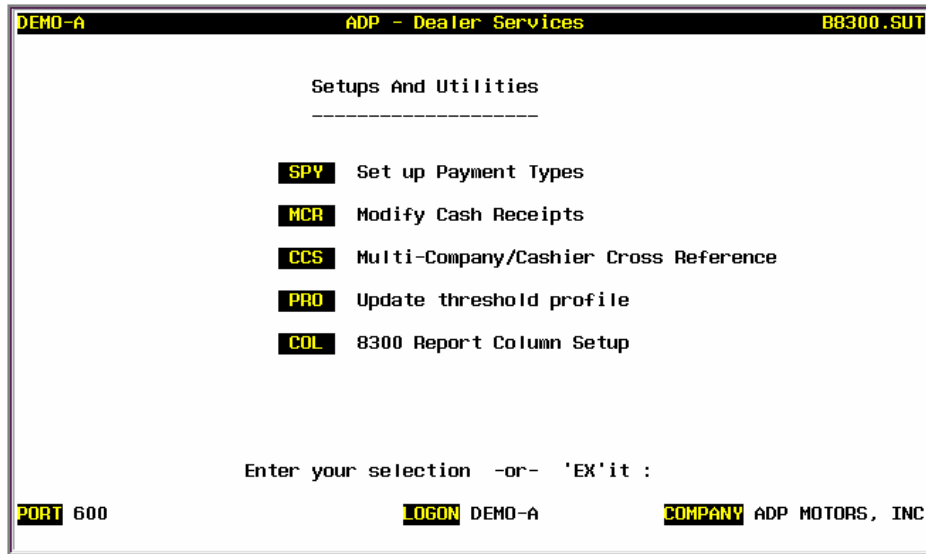 DEMO-A ADP - Dealer Services B8300.SUT
Setups And Utilities
--------------------
SPY Set up Payment Types
MCR Modify Cash Receipts
CCS Multi-Company/Cashier Cross Reference
PRO Update threshold profile
COL 8300 Report Column Setup
Enter your selection -or- 'EX'it :
PORT 600 LOGON DEMO-A COMPANY ADP MOTORS, INC